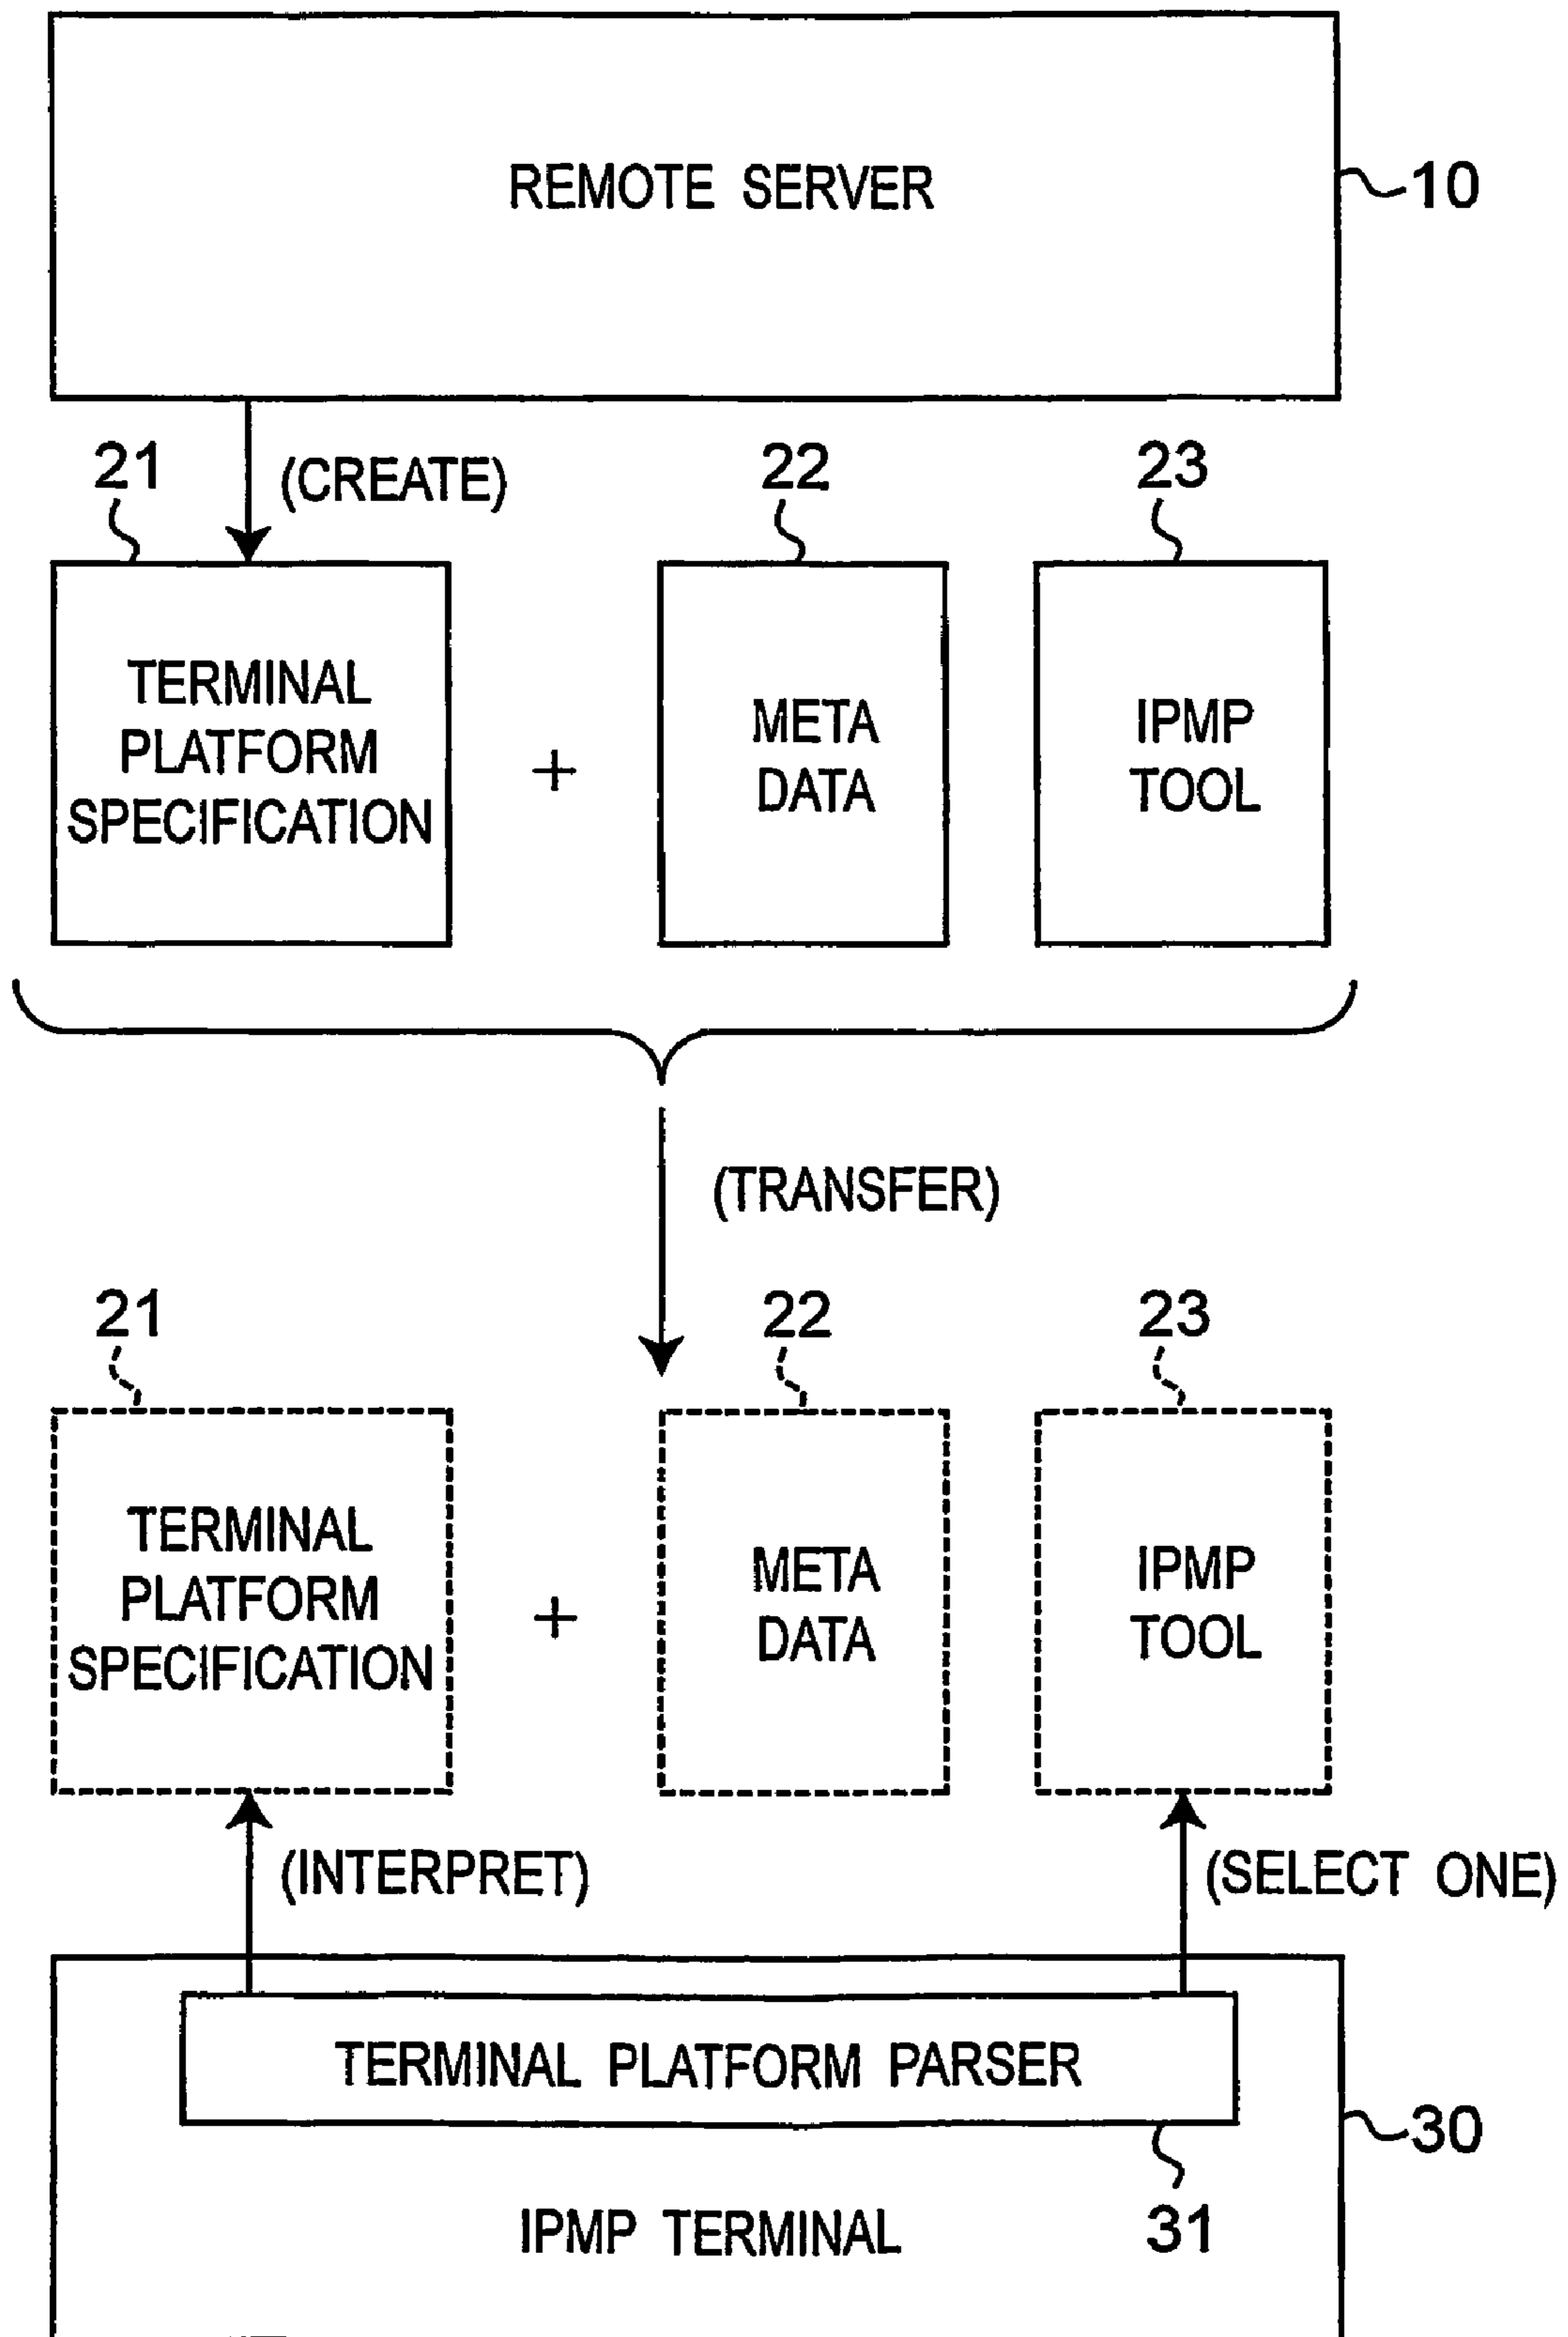 REMOTE SERVER
10
21
(CREATE)
22
23
TERMINAL
PLATFORM
SPECIFICATION
+
META
DATA
IPMP
TOOL
(TRANSFER)
21
22
23
TERMINAL
PLATFORM
SPECIFICATION
+
META
DATA
IPMP
TOOL
(INTERPRET)
(SELECT ONE)
TERMINAL PLATFORM PARSER
30
31
IPMP TERMINAL